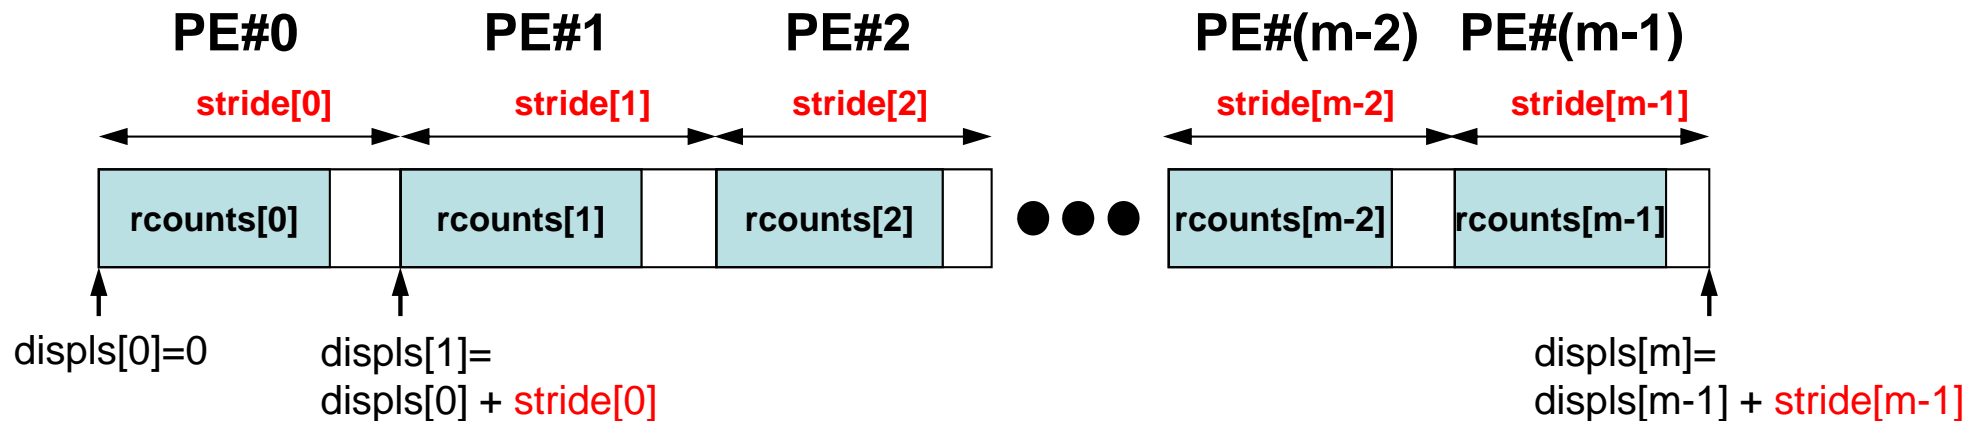 PE#0 PE#1 PE#2 PE#(m-2) PE#(m-1)
stride[0] stride[1] stride[2] stride[m-2] stride[m-1]
rcounts[0] rcounts[1] rcounts[2] rcounts[m-2] rcounts[m-1]
displs[0]=0 displs[1]= displs[m]=
displs[0] + stride[0] displs[m-1] + stride[m-1]